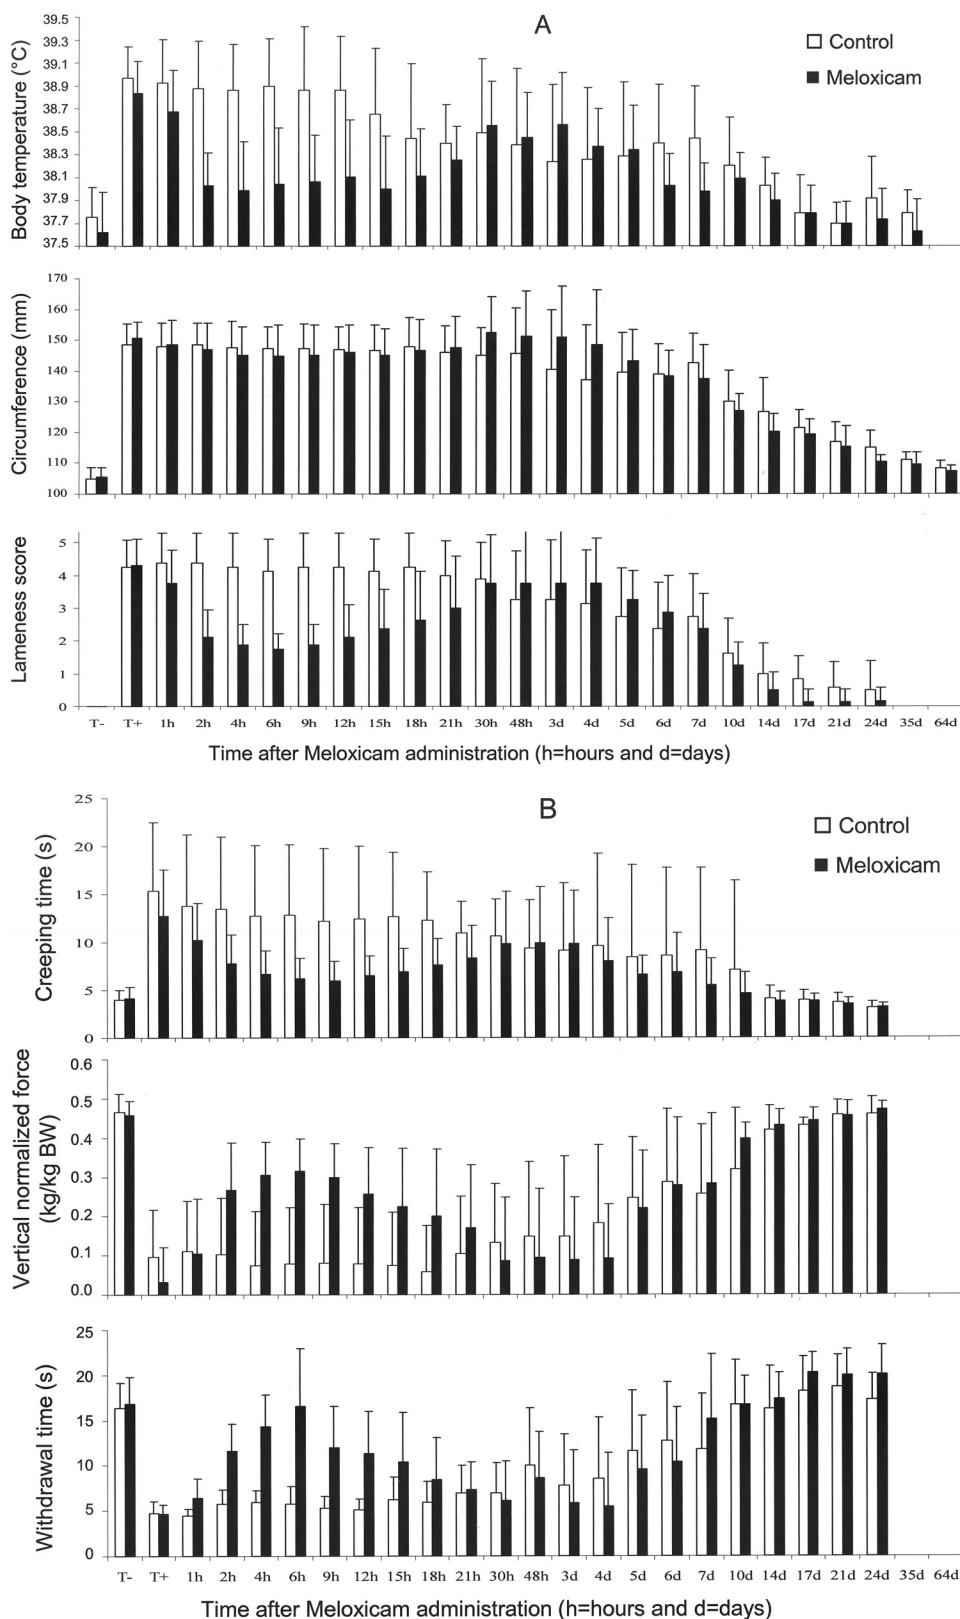 A
Control
Meloxicam
Body temperature (°C)
39.5
39.3
39.1
38.9
38.7
38.5
38.3
38.1
37.9
37.7
37.5
Circumference (mm)
170
160
150
140
130
120
110
100
Lameness score
5
4
3
2
1
0
T- T+ 1h 2h 4h 6h 9h 12h 15h 18h 21h 30h 48h 3d 4d 5d 6d 7d 10d 14d 17d 21d 24d 35d 64d
Time after Meloxicam administration (h=hours and d=days)
B
Control
Meloxicam
Creeping time (s)
25
20
15
10
5
0
Vertical normalized force
(kg/kg BW)
0.6
0.5
0.4
0.3
0.2
0.1
0.0
Withdrawal time (s)
25
20
15
10
5
0
T- T+ 1h 2h 4h 6h 9h 12h 15h 18h 21h 30h 48h 3d 4d 5d 6d 7d 10d 14d 17d 21d 24d 35d 64d
Time after Meloxicam administration (h=hours and d=days)